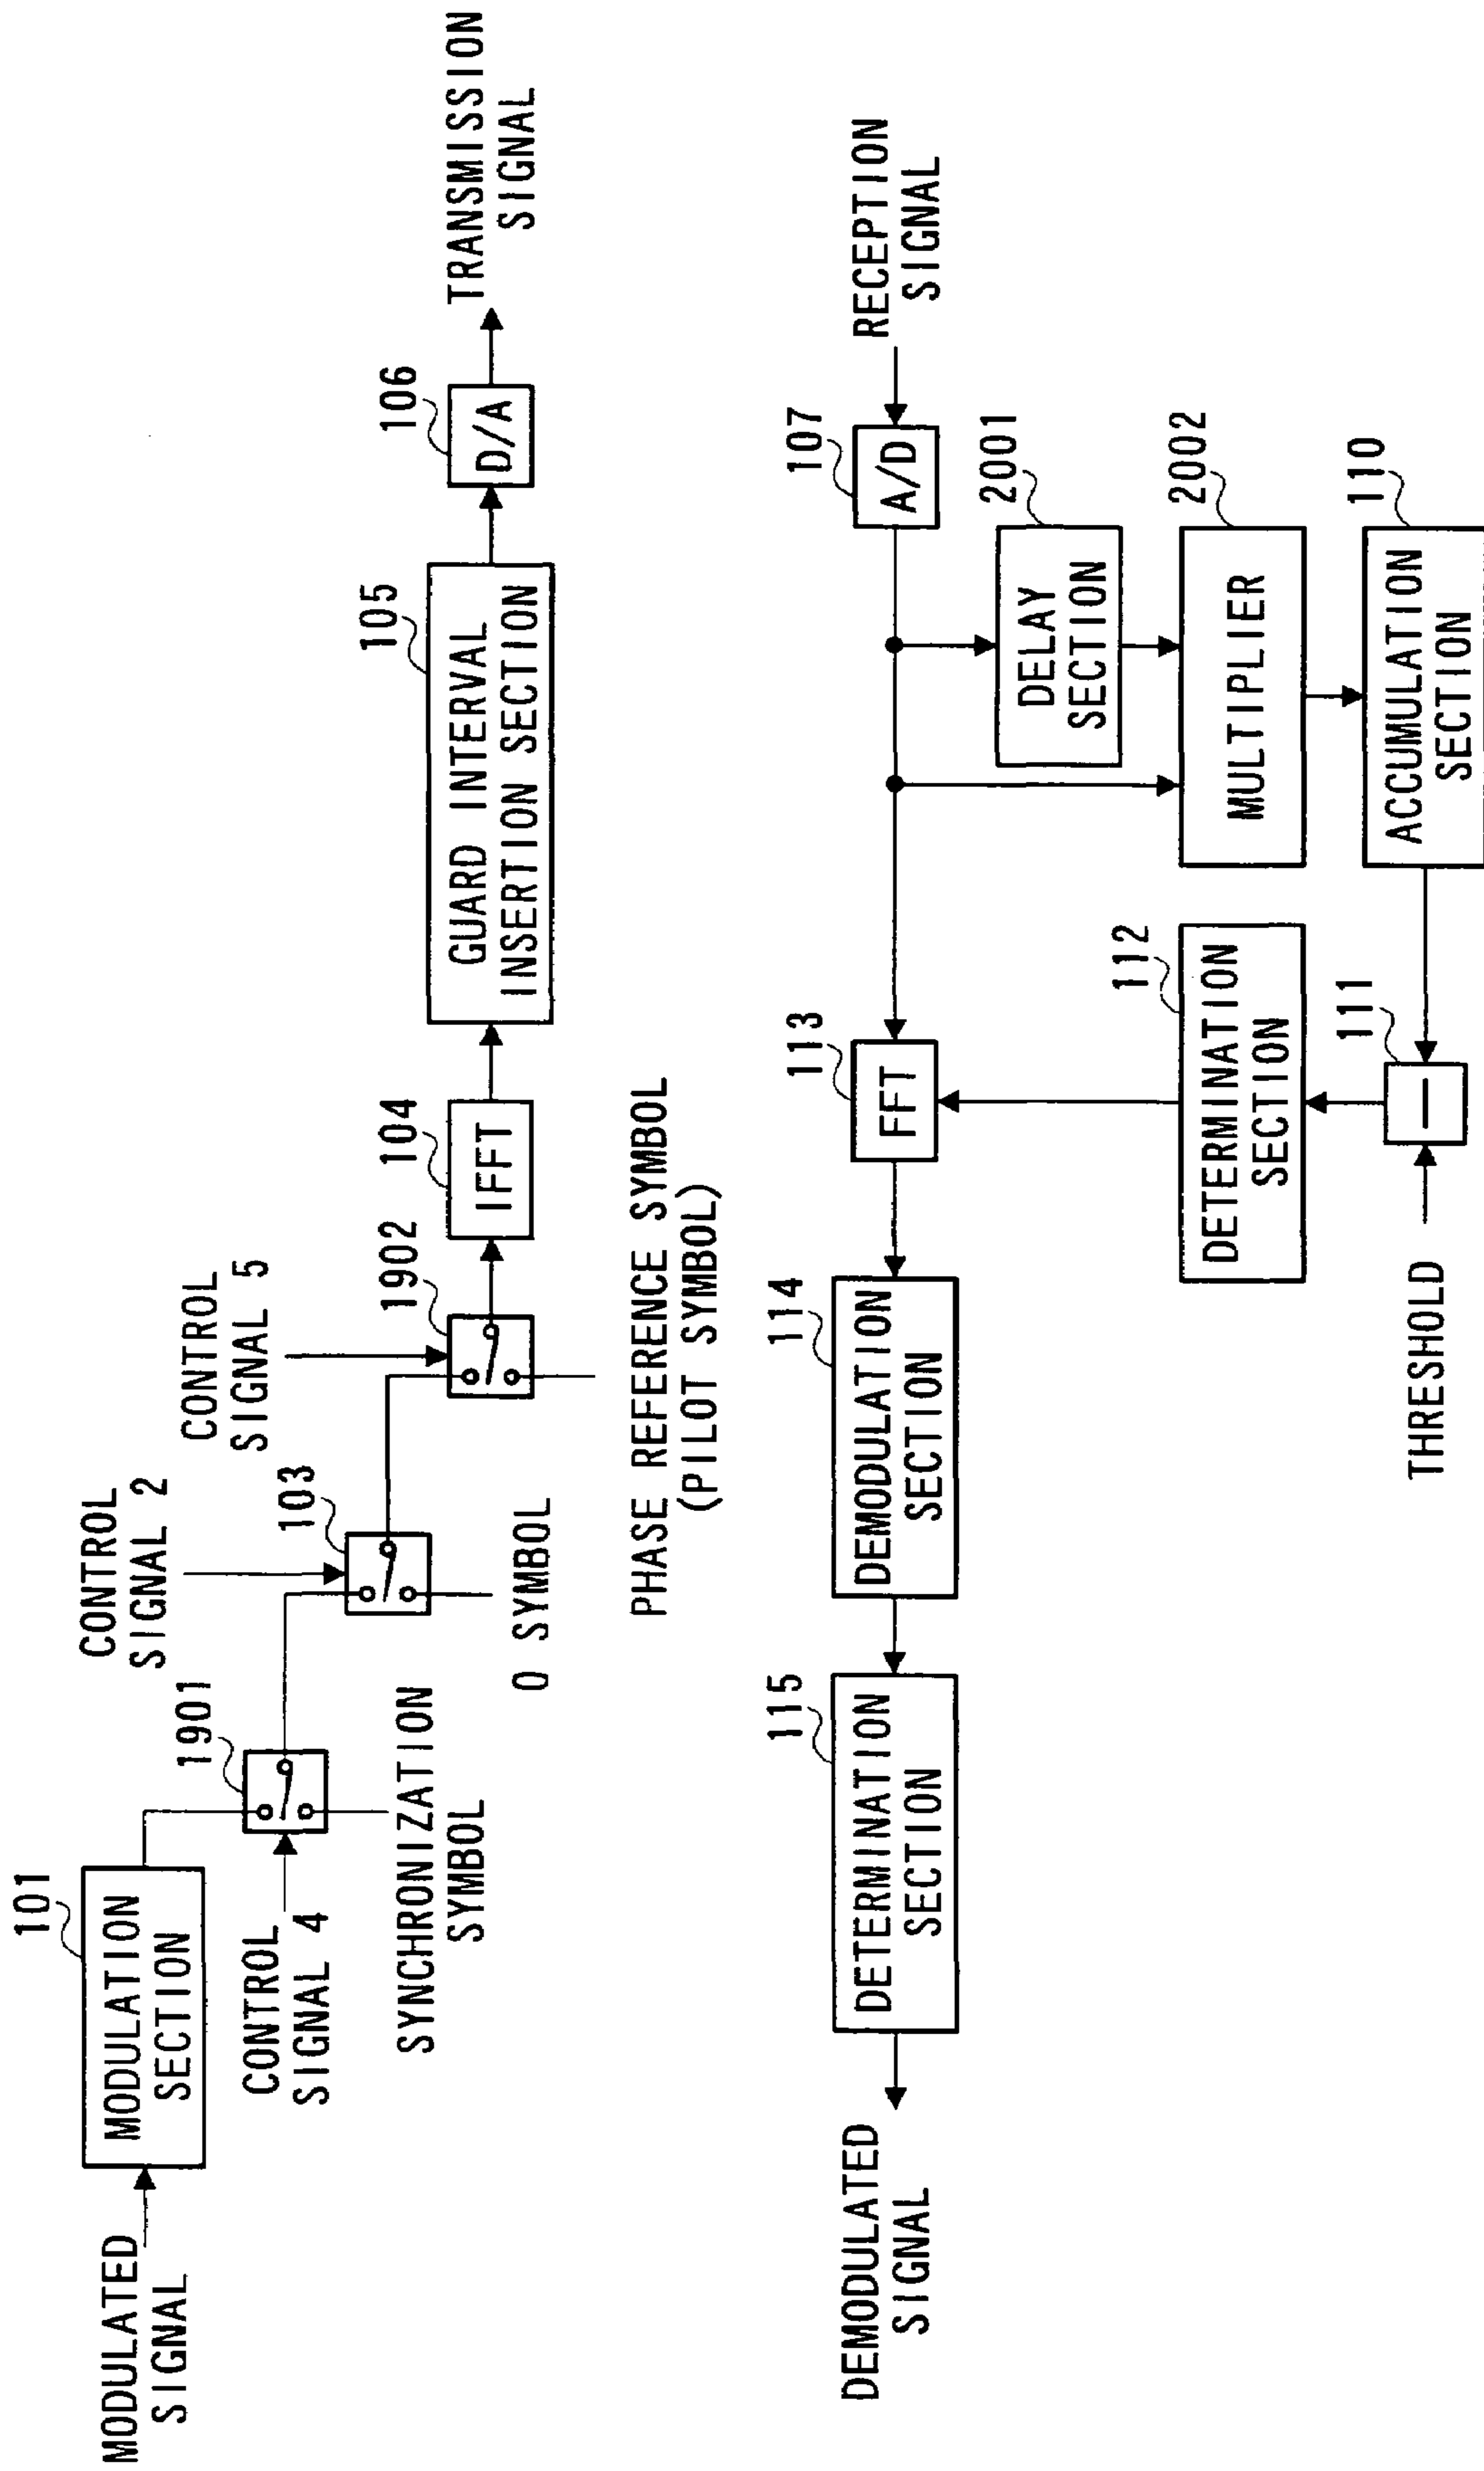 MODULATED
SIGNAL
101
MODULATION
SECTION
CONTROL
SIGNAL 4
1901
SYNCHRONIZATION
SYMBOL
CONTROL
SIGNAL 2
103
0 SYMBOL
CONTROL
SIGNAL 5
1902
PHASE REFERENCE SYMBOL
(PILOT SYMBOL)
104
IFFT
105
GUARD INTERVAL
INSERTION SECTION
106
D/A
TRANSMISSION
SIGNAL
DEMODULATED
SIGNAL
115
DETERMINATION
SECTION
114
DEMODULATION
SECTION
113
FFT
107
A/D
RECEPTION
SIGNAL
2001
DELAY
SECTION
2002
MULTIPLIER
110
ACCUMULATION
SECTION
112
DETERMINATION
SECTION
111
THRESHOLD